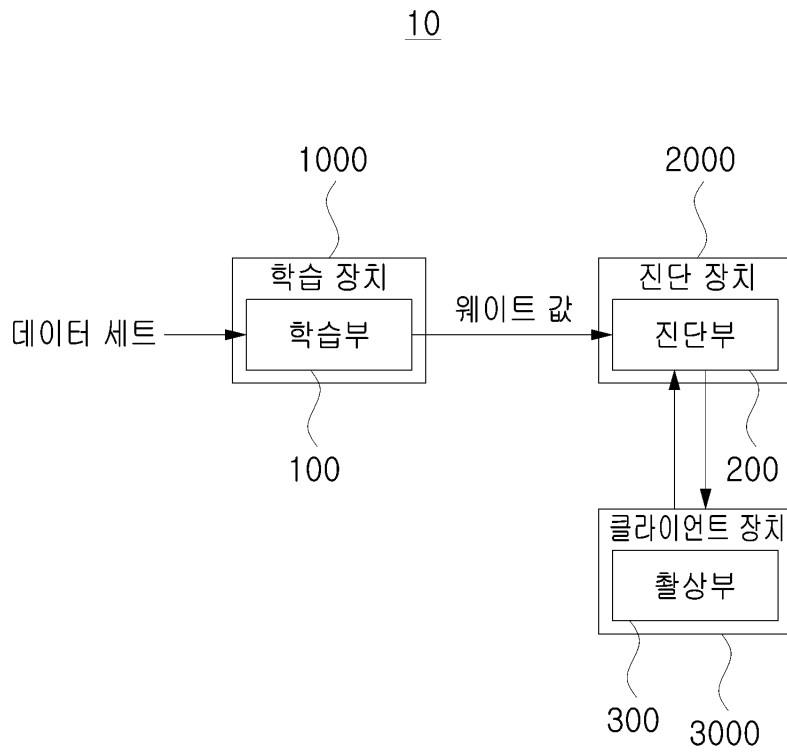 10
1000
2000
학습 장치
진단 장치
데이터 세트
학습부
웨이트 값
진단부
100
200
클라이언트 장치
촬상부
300
3000